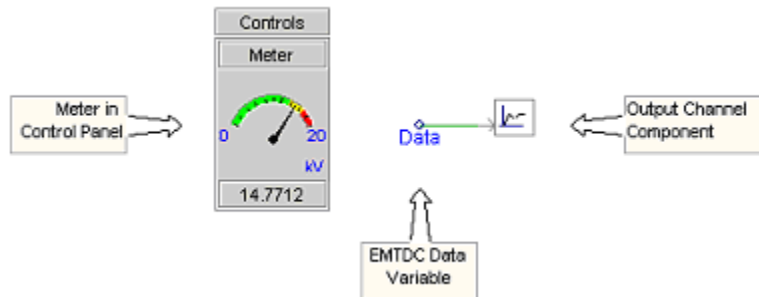 Controls
Meter
0
20
kV
14.7712
Meter in
Control Panel
Data
Output Channel
Component
EMTDC Data
Variable